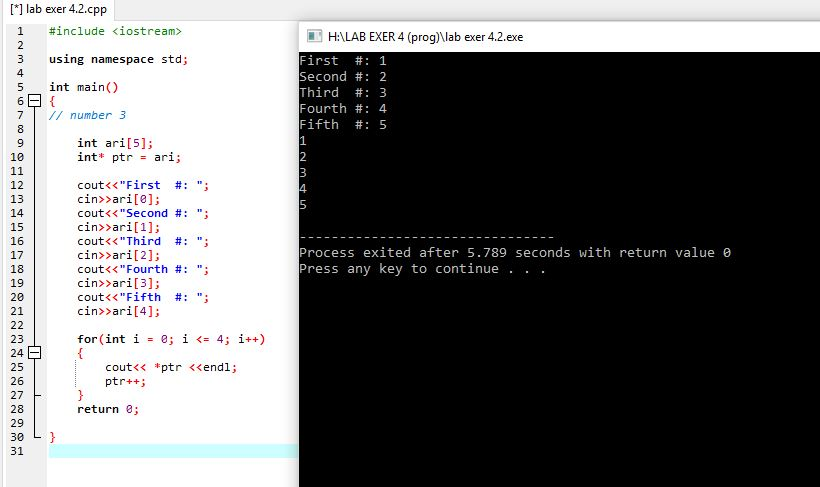 [*] lab exer 4.2.cpp
1 #include <iostream>
2
3 using namespace std;
4
5 int main()
6 {
7 // number 3
8
9 int ari[5];
10 int* ptr = ari;
11
12 cout<<"First  #: ";
13 cin>>ari[0];
14 cout<<"Second #: ";
15 cin>>ari[1];
16 cout<<"Third  #: ";
17 cin>>ari[2];
18 cout<<"Fourth #: ";
19 cin>>ari[3];
20 cout<<"Fifth  #: ";
21 cin>>ari[4];
22
23 for(int i = 0; i <= 4; i++)
24 {
25 cout<< *ptr <<endl;
26 ptr++;
27 }
28 return 0;
29
30 }
31
H:\LAB EXER 4 (prog)\lab exer 4.2.exe
First  #: 1
Second #: 2
Third  #: 3
Fourth #: 4
Fifth  #: 5
1
2
3
4
5
--------------------------------
Process exited after 5.789 seconds with return value 0
Press any key to continue . . .